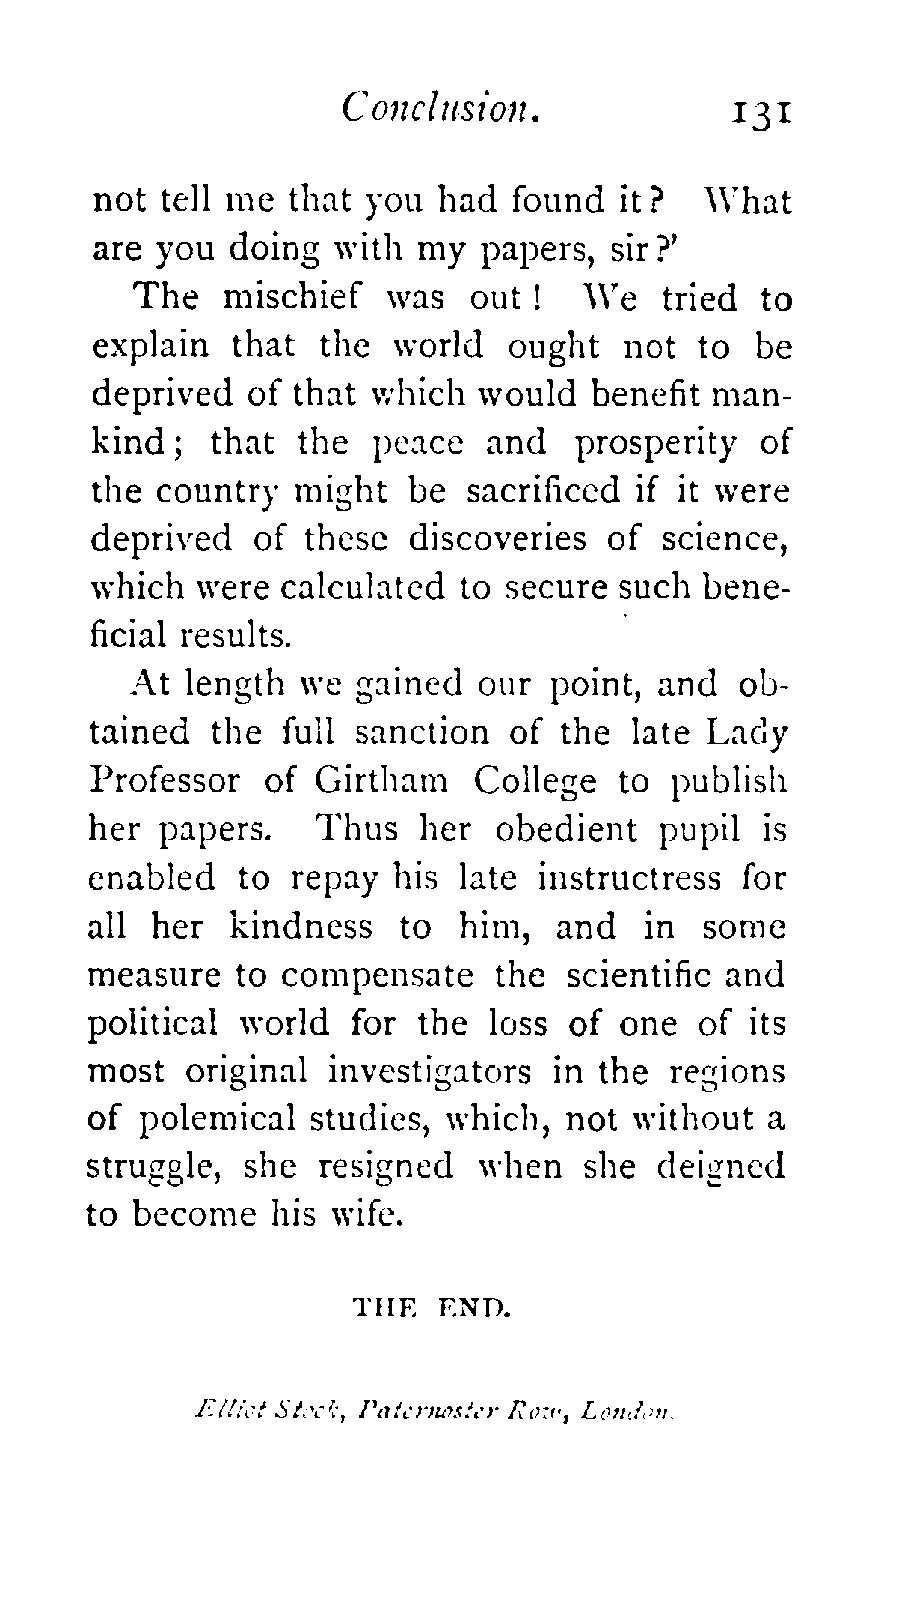 Conclusion. 131
not tell me that you had found it? What
are you doing with my papers, sir?'
The mischief was out! We tried to
explain that the world ought not to be
deprived of that which would benefit man-
kind; that the peace and prosperity of
the country might be sacrificed if it were
deprived of these discoveries of science,
which were calculated to secure such bene-
ficial results.
At length we gained our point, and ob-
tained the full sanction of the late Lady
Professor of Girtham College to publish
her papers. Thus her obedient pupil is
enabled to repay his late instructress for
all her kindness to him, and in some
measure to compensate the scientific and
political world for the loss of one of its
most original investigators in the regions
of polemical studies, which, not without a
struggle, she resigned when she deigned
to become his wife.
THE END.
Elliot Stock, Paternoster Row, London.